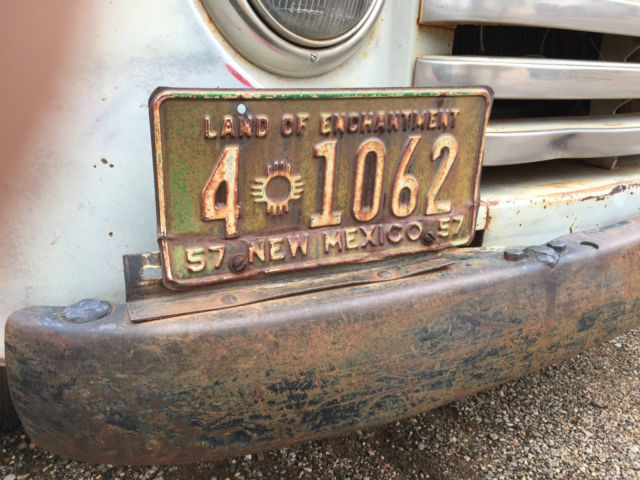 LAND OF ENCHANTMENT
4 1062
57 NEW MEXICO 57